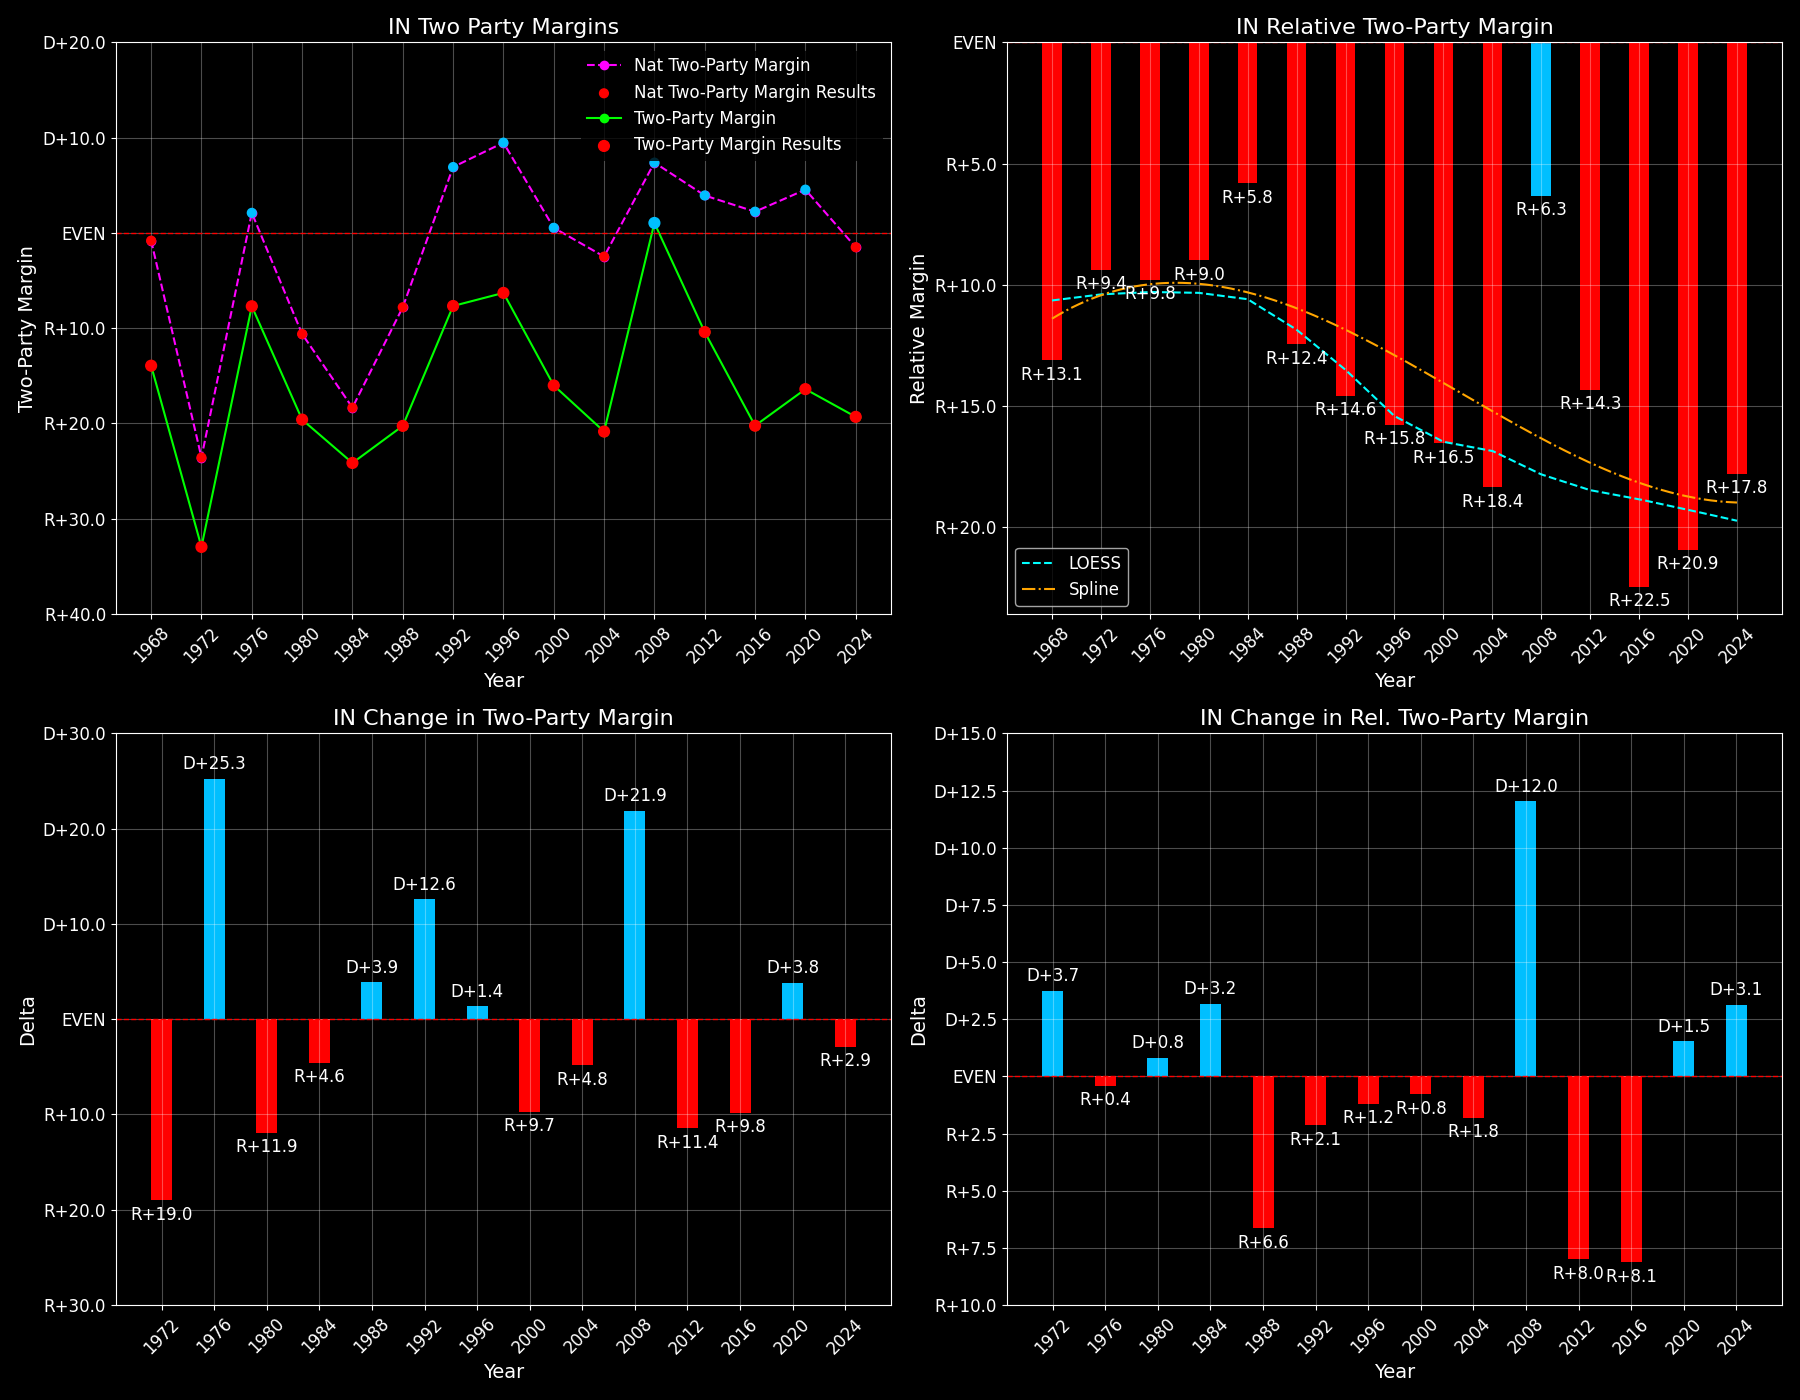 IN Two Party Margins
D+20.0
D+10.0
EVEN
R+10.0
R+20.0
R+30.0
R+40.0
Two-Party Margin
Nat Two-Party Margin
Nat Two-Party Margin Results
Two-Party Margin
Two-Party Margin Results
1968
1972
1976
1980
1984
1988
1992
1996
2000
2004
2008
2012
2016
2020
2024
Year
IN Relative Two-Party Margin
EVEN
R+5.0
R+10.0
R+15.0
R+20.0
Relative Margin
R+13.1
R+9.4
R+9.8
R+9.0
R+5.8
R+12.4
R+14.6
R+15.8
R+16.5
R+18.4
R+6.3
R+14.3
R+22.5
R+20.9
R+17.8
LOESS
Spline
1968
1972
1976
1980
1984
1988
1992
1996
2000
2004
2008
2012
2016
2020
2024
Year
IN Change in Two-Party Margin
D+30.0
D+20.0
D+10.0
EVEN
R+10.0
R+20.0
R+30.0
Delta
R+19.0
D+25.3
R+11.9
R+4.6
D+3.9
D+12.6
D+1.4
R+9.7
R+4.8
D+21.9
R+11.4
R+9.8
D+3.8
R+2.9
1972
1976
1980
1984
1988
1992
1996
2000
2004
2008
2012
2016
2020
2024
Year
IN Change in Rel. Two-Party Margin
D+15.0
D+12.5
D+10.0
D+7.5
D+5.0
D+2.5
EVEN
R+2.5
R+5.0
R+7.5
R+10.0
Delta
D+3.7
R+0.4
D+0.8
D+3.2
R+6.6
R+2.1
R+1.2
R+0.8
R+1.8
D+12.0
R+8.0
R+8.1
D+1.5
D+3.1
1972
1976
1980
1984
1988
1992
1996
2000
2004
2008
2012
2016
2020
2024
Year